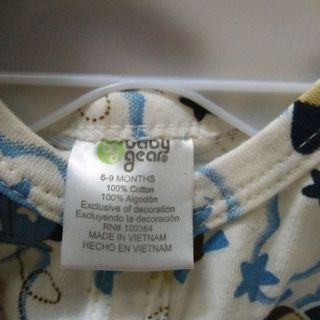 baby
gear
6-9 MONTHS
100% Cotton
100% Algodón
Exclusive of decoration
Excluyendo la decoración
RN# 100364
MADE IN VIETNAM
HECHO EN VIETNAM